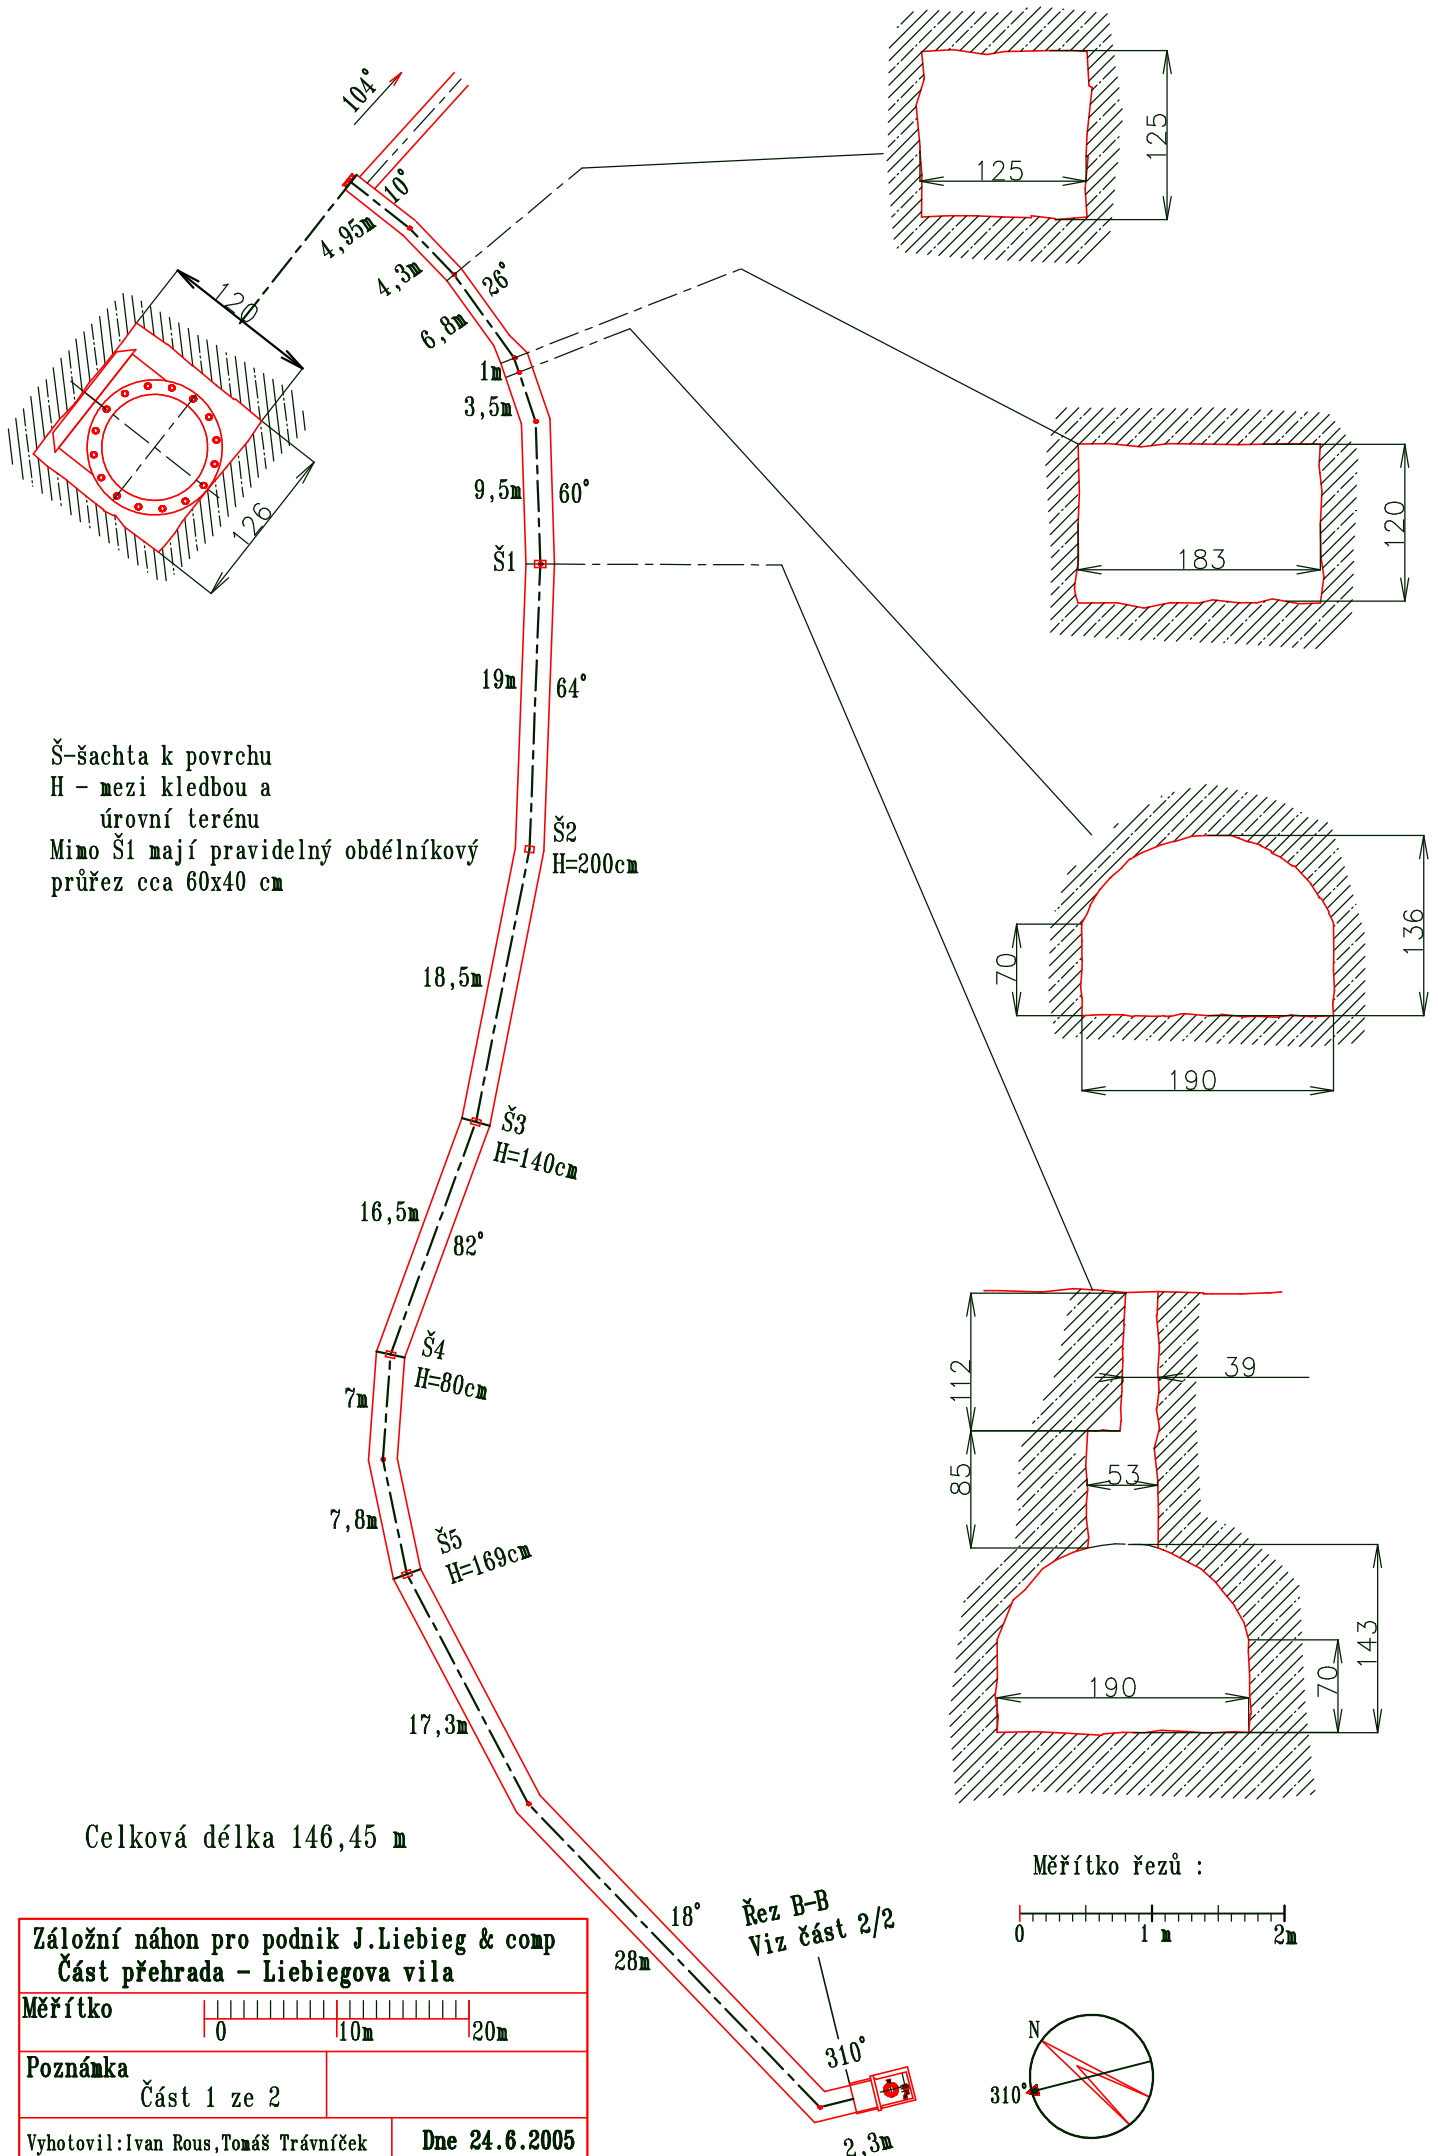 104°
10°
4,95m
4,3m
26°
6,8m
1m
3,5m
9,5m
60°
Š1
19m
64°
120
126
125
125
183
120
Š-šachta k povrchu
H - mezi kledbou a
úrovní terénu
Mimo Š1 mají pravidelný obdélníkový
průřez cca 60x40 cm
Š2
H=200cm
18,5m
70
136
190
Š3
H=140cm
16,5m
82°
Š4
H=80cm
7m
7,8m
Š5
H=169cm
17,3m
112
39
85
53
143
70
190
Celková délka 146,45 m
18°
28m
Řez B-B
Viz část 2/2
310°
2,3m
Měřítko řezů :
0 1 m 2m
N
310°
Záložní náhon pro podnik J.Liebieg & comp
Část přehrada - Liebiegova vila
Měřítko
0 10m 20m
Poznámka
Část 1 ze 2
Vyhotovil:Ivan Rous,Tomáš Trávníček
Dne 24.6.2005